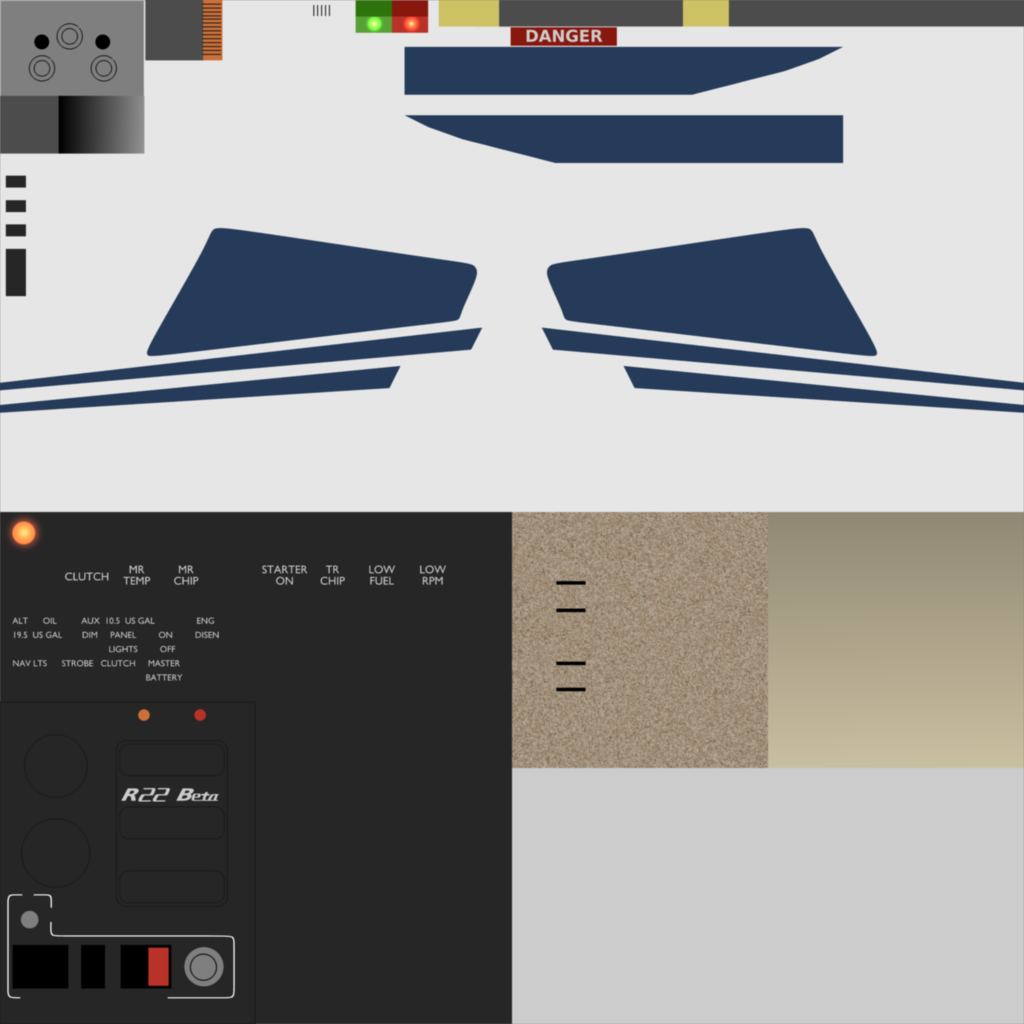 DANGER
CLUTCH
MR
TEMP
MR
CHIP
STARTER
ON
TR
CHIP
LOW
FUEL
LOW
RPM
ALT OIL AUX 10.5 US GAL ENG
19.5 US GAL DIM PANEL ON DISEN
LIGHTS OFF
NAV LTS STROBE CLUTCH MASTER
BATTERY
R22 Beta